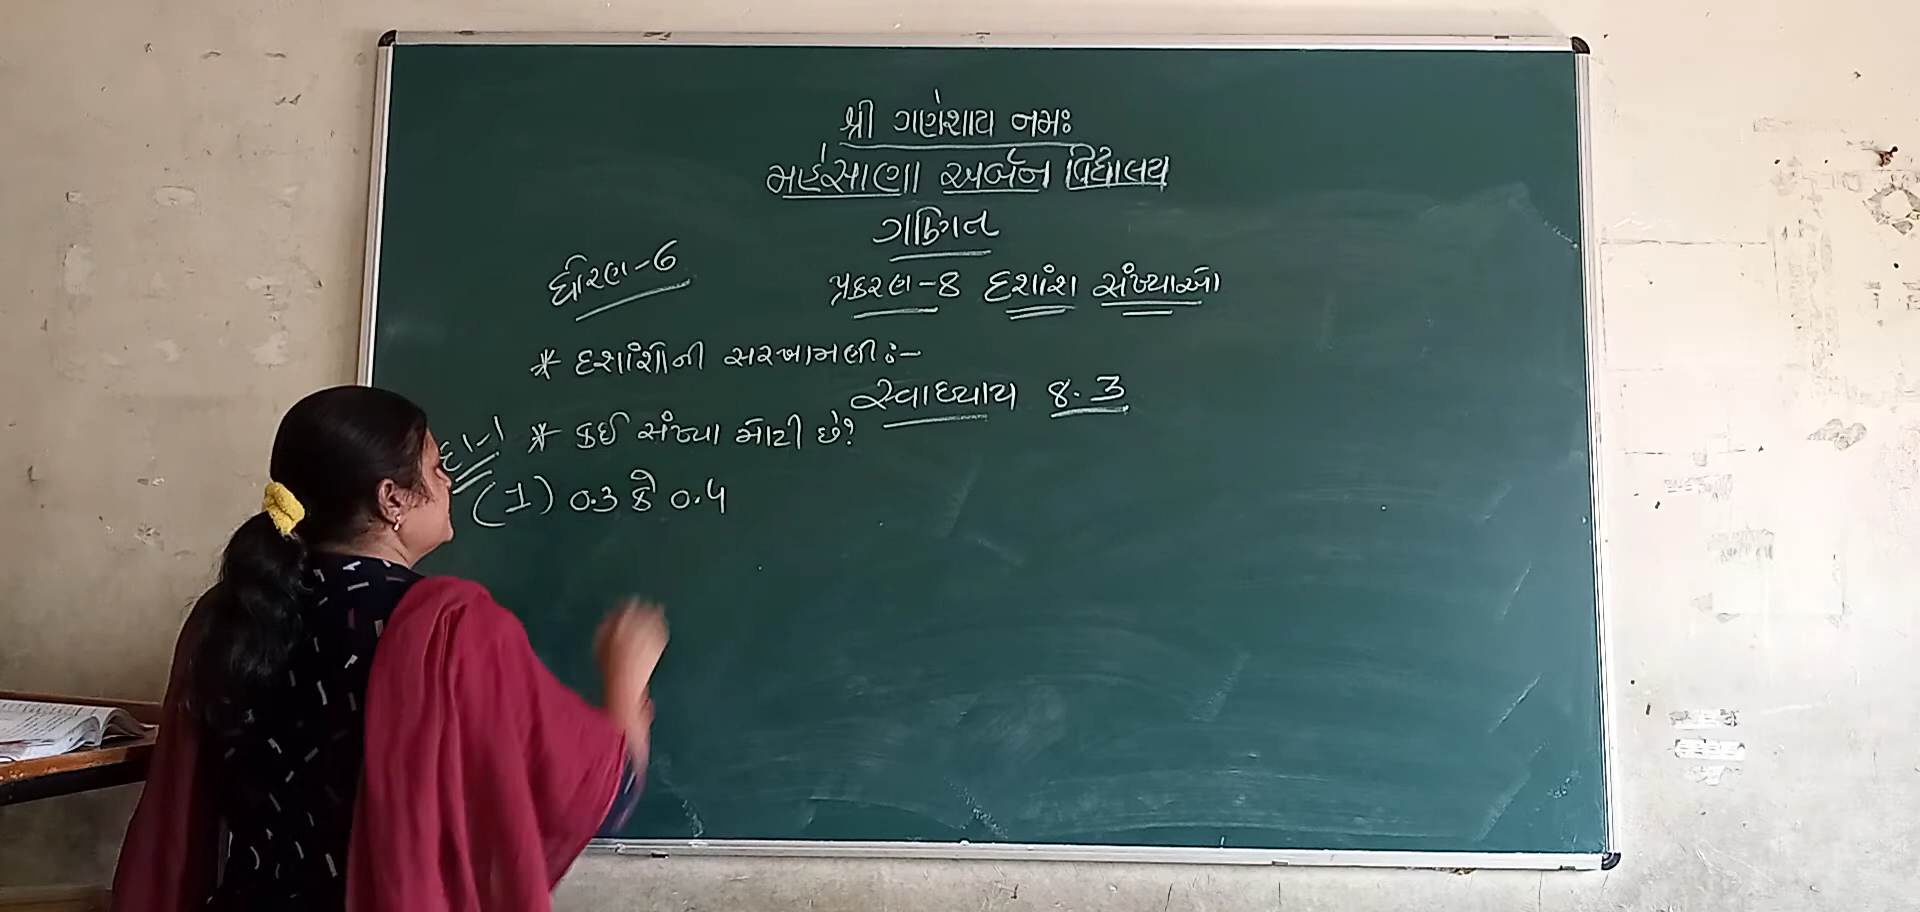 શ્રી ગણેશાય નમઃ
મહેસાણા અર્બન વિદ્યાલય
ગણિત
ધોરણ-6
પ્રકરણ-8 દશાંશ સંખ્યાઓ
* દશાંશોની સરખામણી :-
સ્વાધ્યાય 8.3
* કઈ સંખ્યા મોટી છે?
(1) 0.3 કે 0.4